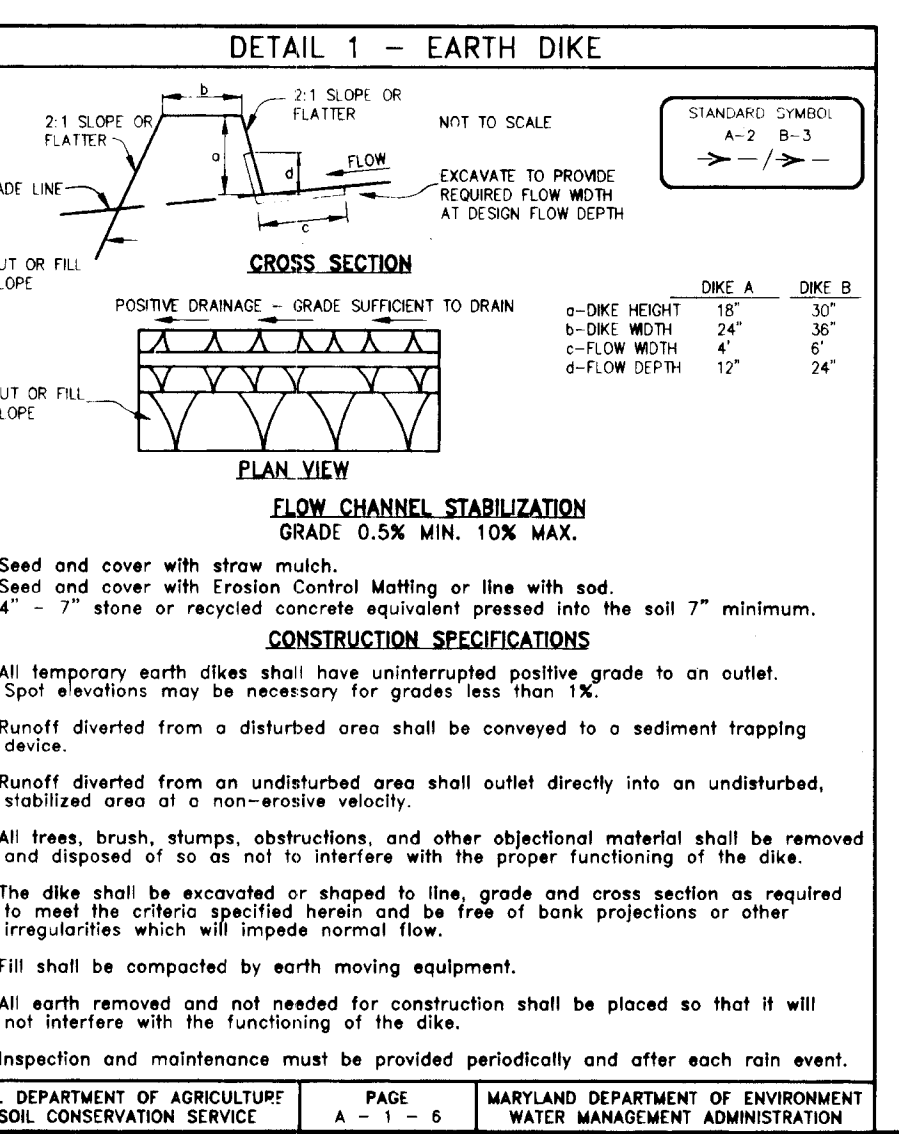 DETAIL 1 – EARTH DIKE
b
2:1 SLOPE OR
FLATTER
2:1 SLOPE OR
FLATTER
NOT TO SCALE
STANDARD SYMBOL
A-2 B-3
a
d
FLOW
LINE
EXCAVATE TO PROVIDE
REQUIRED FLOW WIDTH
AT DESIGN FLOW DEPTH
c
OR FILL
CROSS SECTION
POSITIVE DRAINAGE – GRADE SUFFICIENT TO DRAIN
DIKE A DIKE B
a-DIKE HEIGHT 18" 30"
b-DIKE WIDTH 24" 36"
c-FLOW WIDTH 4' 6'
d-FLOW DEPTH 12" 24"
OR FILL
PLAN VIEW
FLOW CHANNEL STABILIZATION
GRADE 0.5% MIN. 10% MAX.
Seed and cover with straw mulch.
Seed and cover with Erosion Control Matting or line with sod.
4" – 7" stone or recycled concrete equivalent pressed into the soil 7" minimum.
CONSTRUCTION SPECIFICATIONS
All temporary earth dikes shall have uninterrupted positive grade to an outlet.
Spot elevations may be necessary for grades less than 1%.
Runoff diverted from a disturbed area shall be conveyed to a sediment trapping
device.
Runoff diverted from an undisturbed area shall outlet directly into an undisturbed,
stabilized area at a non-erosive velocity.
All trees, brush, stumps, obstructions, and other objectional material shall be removed
and disposed of so as not to interfere with the proper functioning of the dike.
The dike shall be excavated or shaped to line, grade and cross section as required
to meet the criteria specified herein and be free of bank projections or other
irregularities which will impede normal flow.
Fill shall be compacted by earth moving equipment.
All earth removed and not needed for construction shall be placed so that it will
not interfere with the functioning of the dike.
Inspection and maintenance must be provided periodically and after each rain event.
DEPARTMENT OF AGRICULTURE
SOIL CONSERVATION SERVICE
PAGE
A – 1 – 6
MARYLAND DEPARTMENT OF ENVIRONMENT
WATER MANAGEMENT ADMINISTRATION